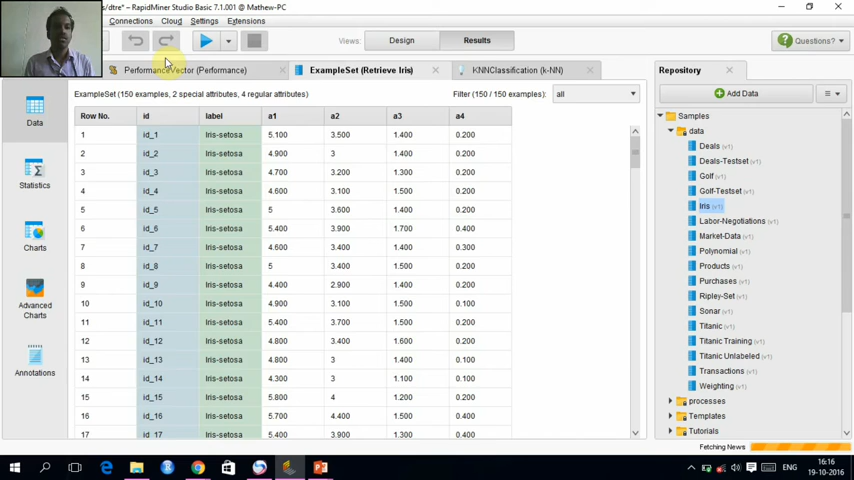 s/dtre* – RapidMiner Studio Basic 7.1.001 @ Mathew-PC
Connections Cloud Settings Extensions
Views: Design Results Questions?
PerformanceVector (Performance) ExampleSet (Retrieve Iris) KNNClassification (k-NN) Repository
ExampleSet (150 examples, 2 special attributes, 4 regular attributes) Filter (150 / 150 examples): all
Add Data
Row No. id label a1 a2 a3 a4
1 id_1 Iris-setosa 5.100 3.500 1.400 0.200
2 id_2 Iris-setosa 4.900 3 1.400 0.200
3 id_3 Iris-setosa 4.700 3.200 1.300 0.200
4 id_4 Iris-setosa 4.600 3.100 1.500 0.200
5 id_5 Iris-setosa 5 3.600 1.400 0.200
6 id_6 Iris-setosa 5.400 3.900 1.700 0.400
7 id_7 Iris-setosa 4.600 3.400 1.400 0.300
8 id_8 Iris-setosa 5 3.400 1.500 0.200
9 id_9 Iris-setosa 4.400 2.900 1.400 0.200
10 id_10 Iris-setosa 4.900 3.100 1.500 0.100
11 id_11 Iris-setosa 5.400 3.700 1.500 0.200
12 id_12 Iris-setosa 4.800 3.400 1.600 0.200
13 id_13 Iris-setosa 4.800 3 1.400 0.100
14 id_14 Iris-setosa 4.300 3 1.100 0.100
15 id_15 Iris-setosa 5.800 4 1.200 0.200
16 id_16 Iris-setosa 5.700 4.400 1.500 0.400
17 id_17 Iris-setosa 5.400 3.900 1.300 0.400
Data
Statistics
Charts
Advanced
Charts
Annotations
Samples
data
Deals (v1)
Deals-Testset (v1)
Golf (v1)
Golf-Testset (v1)
Iris (v1)
Labor-Negotiations (v1)
Market-Data (v1)
Polynomial (v1)
Products (v1)
Purchases (v1)
Ripley-Set (v1)
Sonar (v1)
Titanic (v1)
Titanic Training (v1)
Titanic Unlabeled (v1)
Transactions (v1)
Weighting (v1)
processes
Templates
Tutorials
Fetching News
ENG
16:16
19-10-2016